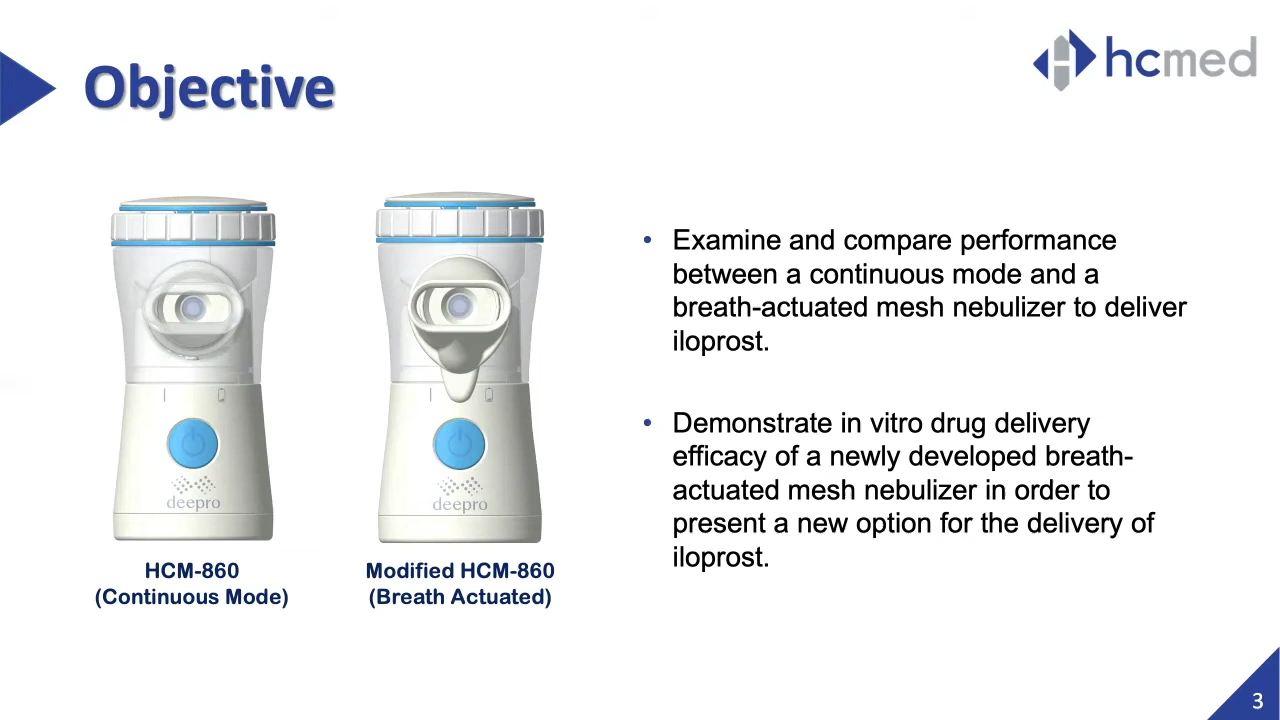 Objective
hcmed
• Examine and compare performance
between a continuous mode and a
breath-actuated mesh nebulizer to deliver
iloprost.
• Demonstrate in vitro drug delivery
efficacy of a newly developed breath-
actuated mesh nebulizer in order to
present a new option for the delivery of
iloprost.
deepro
deepro
HCM-860
(Continuous Mode)
Modified HCM-860
(Breath Actuated)
3